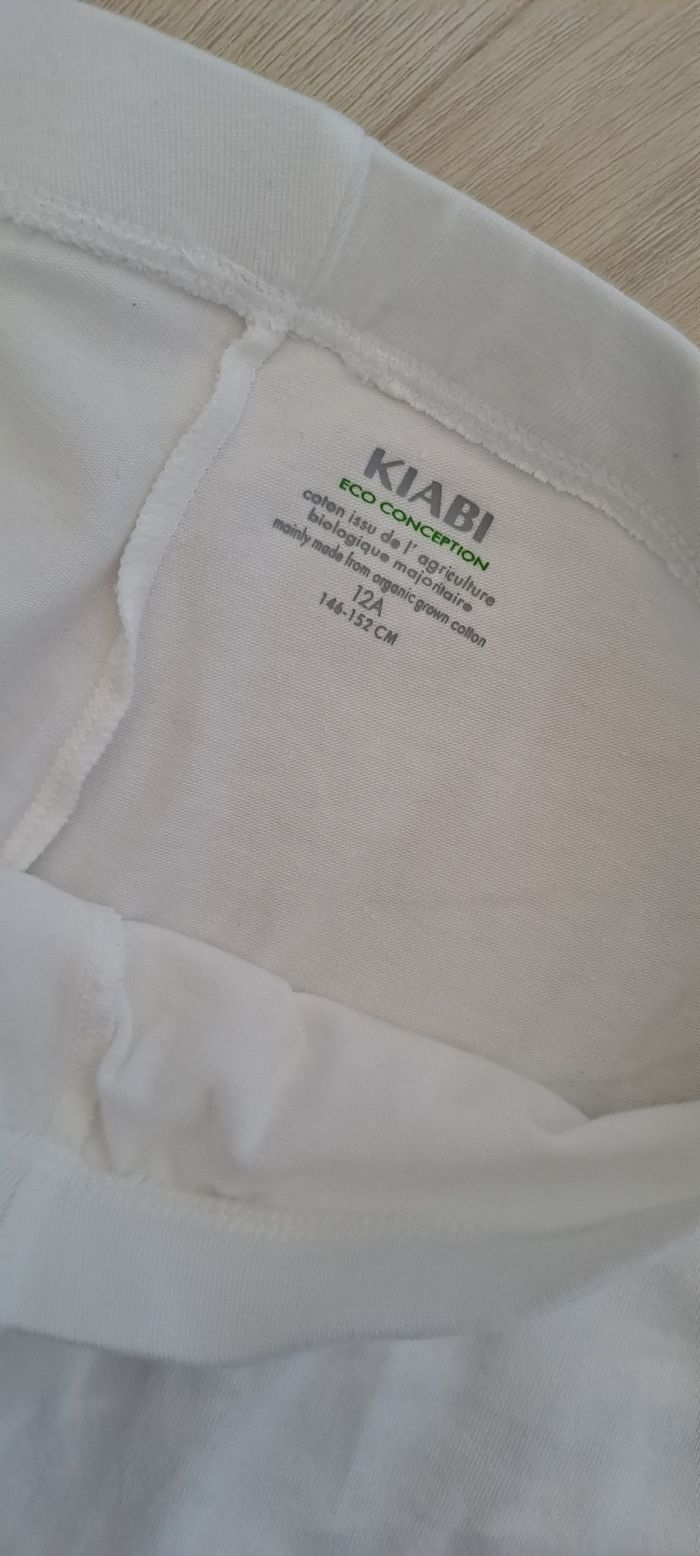 KIABI
ECO CONCEPTION
coton issu de l'agriculture
biologique majoritaire
mainly made from organic grown cotton
12A
146-152 CM